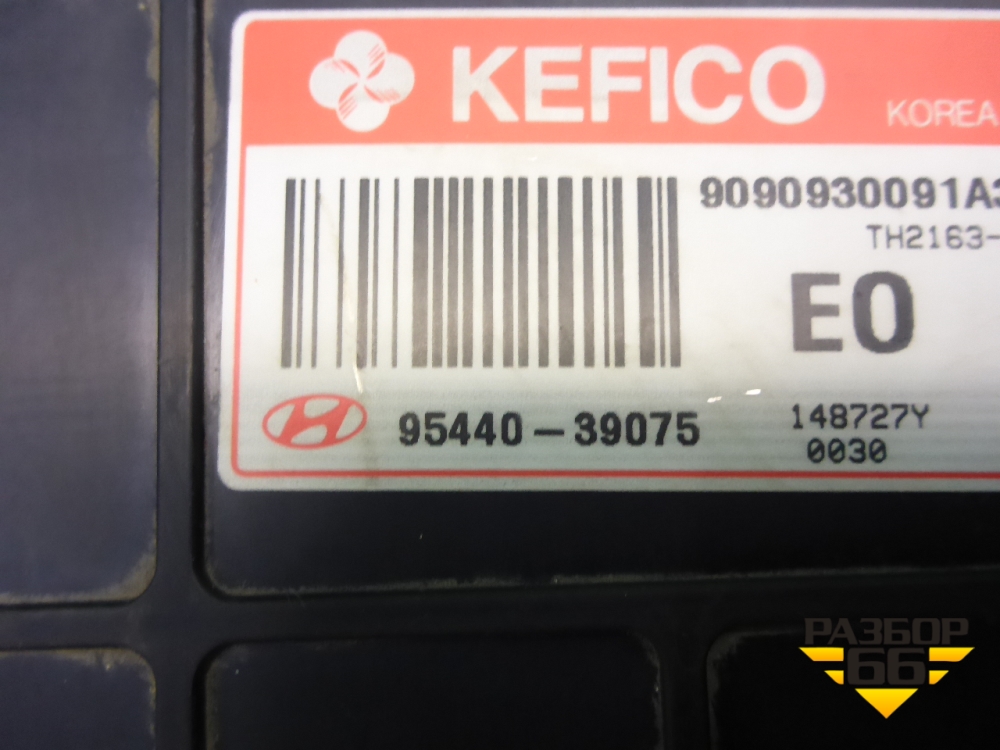 KEFICO
KOREA
9090930091A3
TH2163-
E0
95440-39075
148727Y
0030
РАЗБОР
66